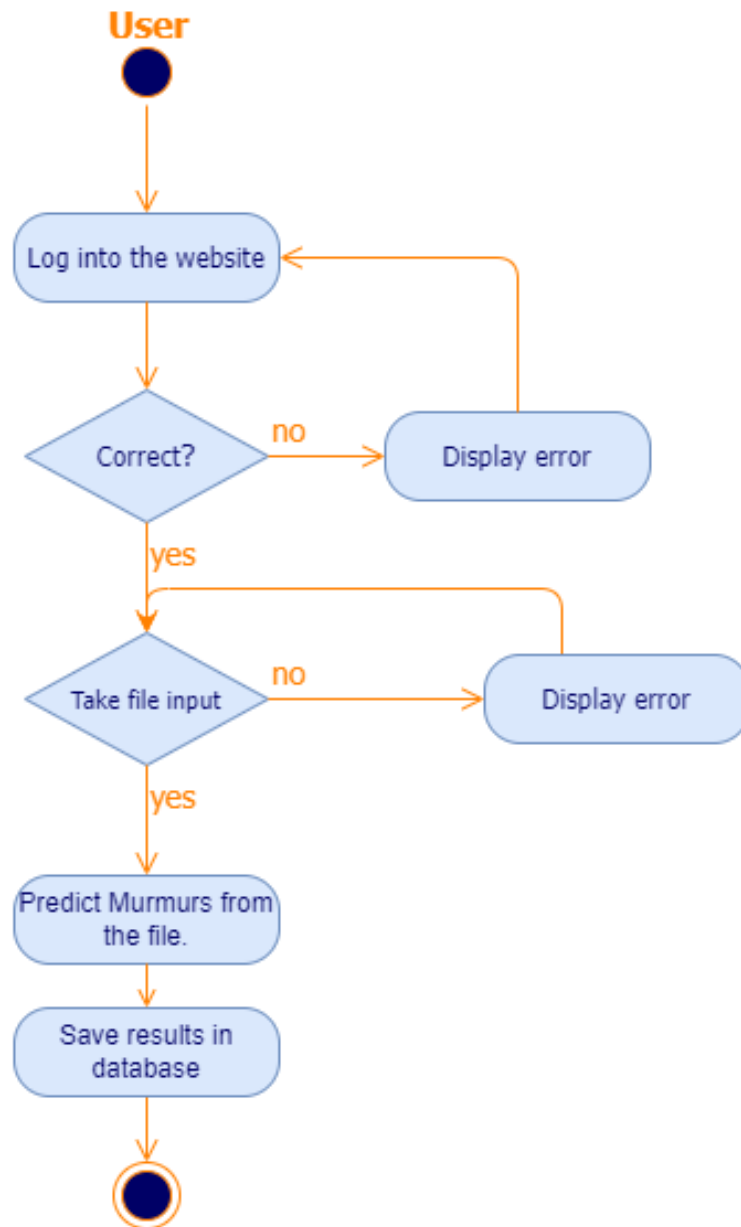 User
Log into the website
Correct?
no
Display error
yes
Take file input
no
Display error
yes
Predict Murmurs from
the file.
Save results in
database